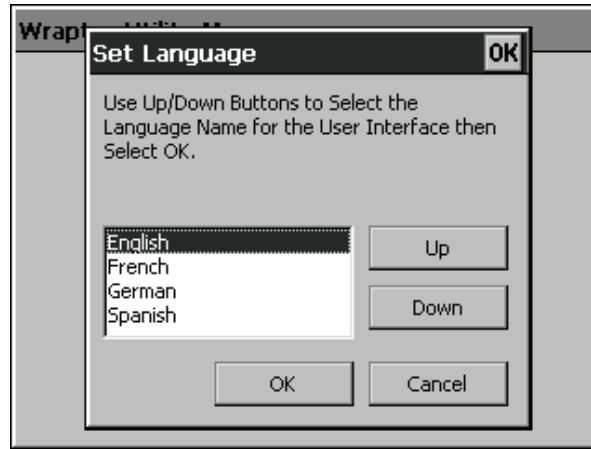 Set Language OK
Use Up/Down Buttons to Select the
Language Name for the User Interface then
Select OK.
English
French
German
Spanish
Up
Down
OK
Cancel